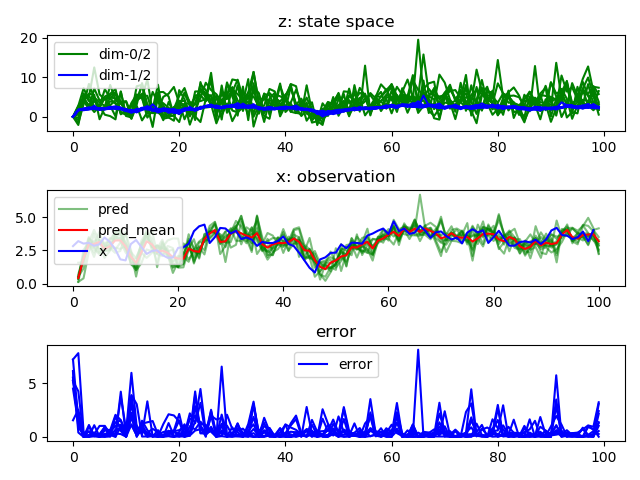 z: state space
20
10
0
dim-0/2
dim-1/2
0 20 40 60 80 100
x: observation
5.0
2.5
0.0
pred
pred_mean
x
0 20 40 60 80 100
error
5
0
error
0 20 40 60 80 100